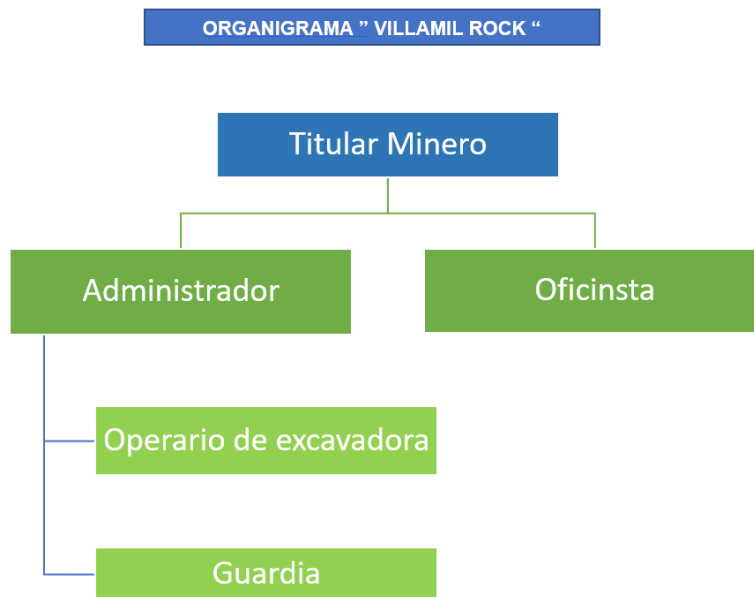 ORGANIGRAMA ” VILLAMIL ROCK “
Titular Minero
Administrador
Oficinsta
Operario de excavadora
Guardia